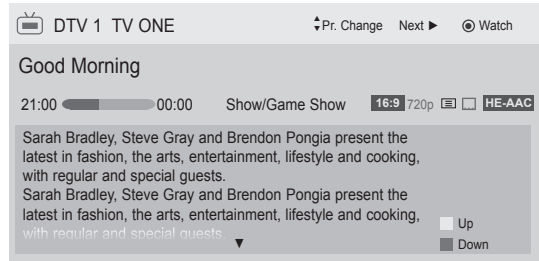 DTV 1 TV ONE Pr. Change Next ► ◉ Watch
Good Morning
21:00 00:00 Show/Game Show 16:9 720p HE-AAC
Sarah Bradley, Steve Gray and Brendon Pongia present the
latest in fashion, the arts, entertainment, lifestyle and cooking,
with regular and special guests.
Sarah Bradley, Steve Gray and Brendon Pongia present the
latest in fashion, the arts, entertainment, lifestyle and cooking,
with regular and special guests.
Up
▼
Down